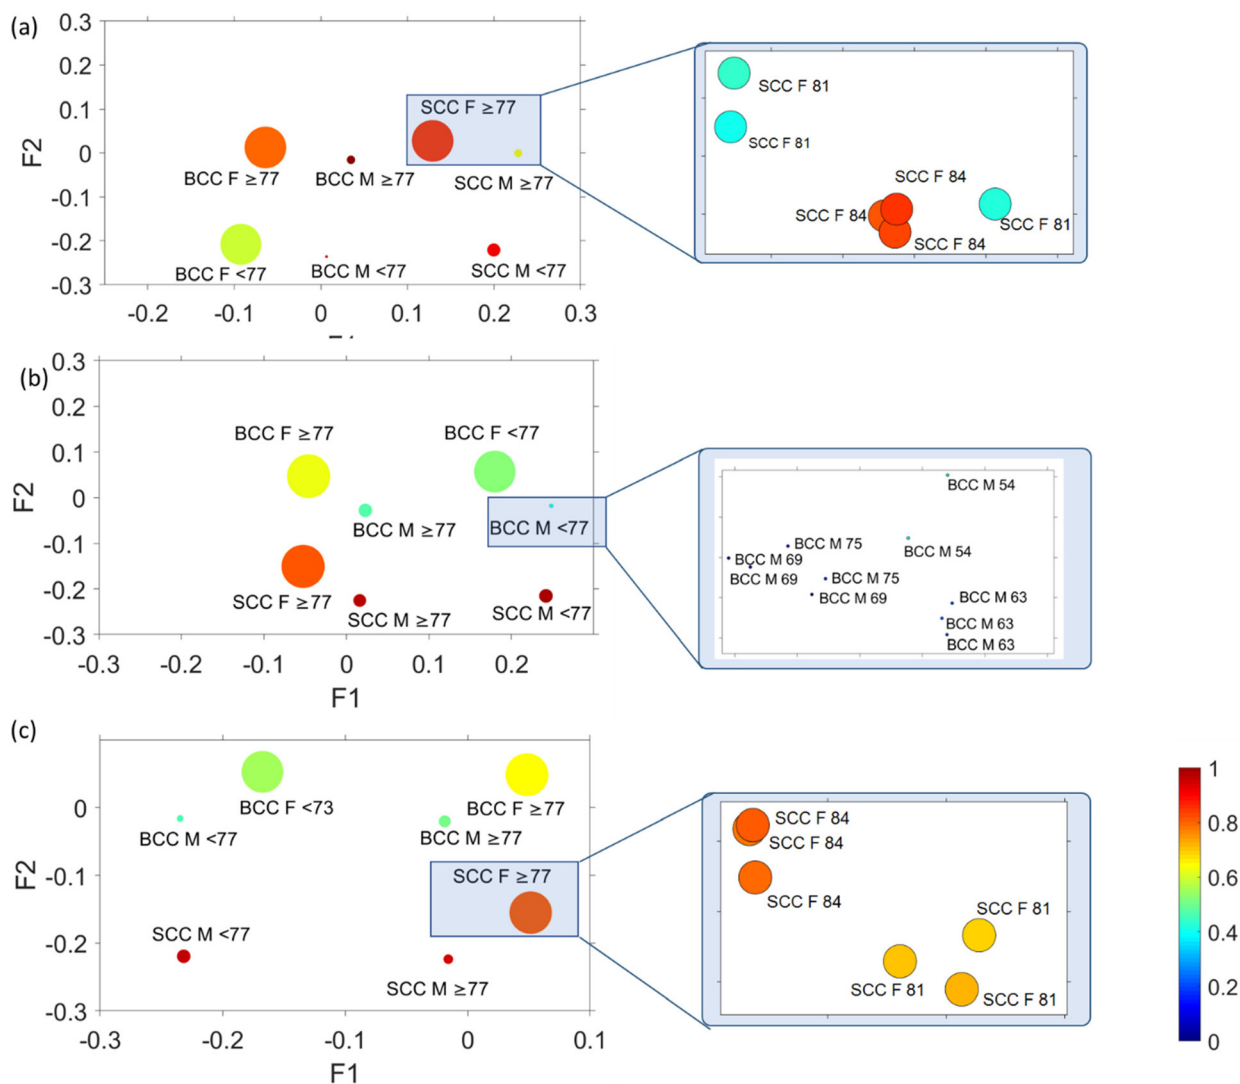 (a)
0.3
0.2
0.1
0
-0.1
-0.2
-0.3
F2
SCC F ≥77
BCC F ≥77
BCC M ≥77
SCC M ≥77
BCC F <77
BCC M <77
SCC M <77
-0.2 -0.1 0 0.1 0.2 0.3
SCC F 81
SCC F 81
SCC F 84
SCC F 84
SCC F 81
SCC F 84
(b)
0.3
0.2
0.1
0
-0.1
-0.2
-0.3
F2
BCC F ≥77
BCC F <77
BCC M ≥77
BCC M <77
SCC F ≥77
SCC M ≥77
SCC M <77
-0.3 -0.2 -0.1 0 0.1 0.2
F1
BCC M 54
BCC M 75
BCC M 54
BCC M 69
BCC M 69
BCC M 75
BCC M 69
BCC M 63
BCC M 63
BCC M 63
(c)
0
-0.1
-0.2
-0.3
F2
BCC F <73
BCC F ≥77
BCC M <77
BCC M ≥77
SCC F ≥77
SCC M <77
SCC M ≥77
-0.3 -0.2 -0.1 0 0.1
F1
SCC F 84
SCC F 84
SCC F 84
SCC F 81
SCC F 81
SCC F 81
1
0.8
0.6
0.4
0.2
0